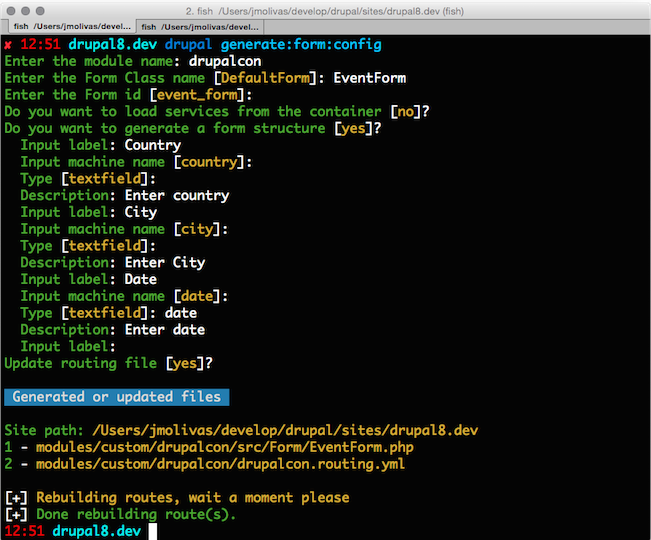 2. fish /Users/jmolivas/develop/drupal/sites/drupal8.dev (fish)
fish /Users/jmolivas/devel... fish /Users/jmolivas/devel...
✘ 12:51 drupal8.dev drupal generate:form:config
Enter the module name: drupalcon
Enter the Form Class name [DefaultForm]: EventForm
Enter the Form id [event_form]:
Do you want to load services from the container [no]?
Do you want to generate a form structure [yes]?
Input label: Country
Input machine name [country]:
Type [textfield]:
Description: Enter country
Input label: City
Input machine name [city]:
Type [textfield]:
Description: Enter City
Input label: Date
Input machine name [date]:
Type [textfield]: date
Description: Enter date
Input label:
Update routing file [yes]?
Generated or updated files
Site path: /Users/jmolivas/develop/drupal/sites/drupal8.dev
1 - modules/custom/drupalcon/src/Form/EventForm.php
2 - modules/custom/drupalcon/drupalcon.routing.yml
[+] Rebuilding routes, wait a moment please
[+] Done rebuilding route(s).
12:51 drupal8.dev